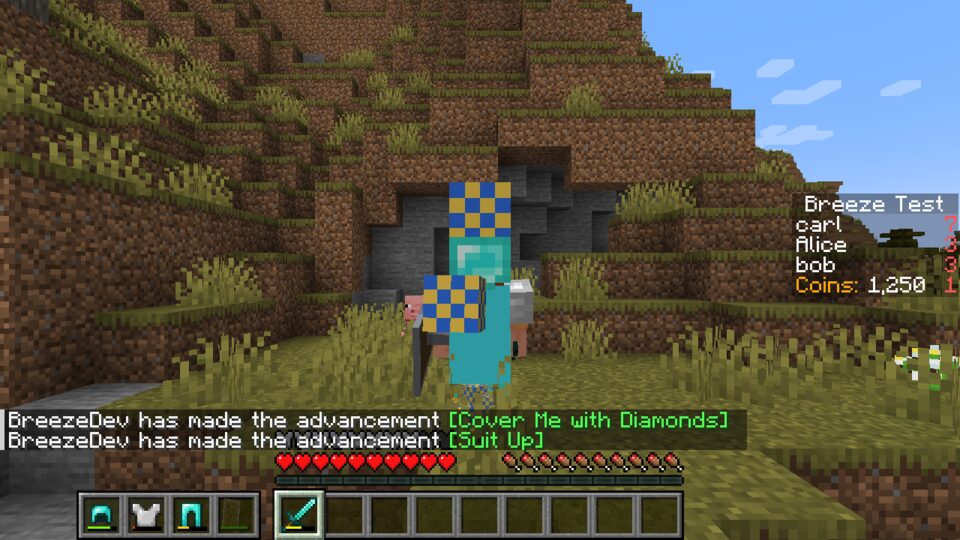 Breeze Test
carl 7
Alice 3
bob 3
Coins: 1,250 1
BreezeDev has made the advancement [Cover Me with Diamonds]
BreezeDev has made the advancement [Suit Up]